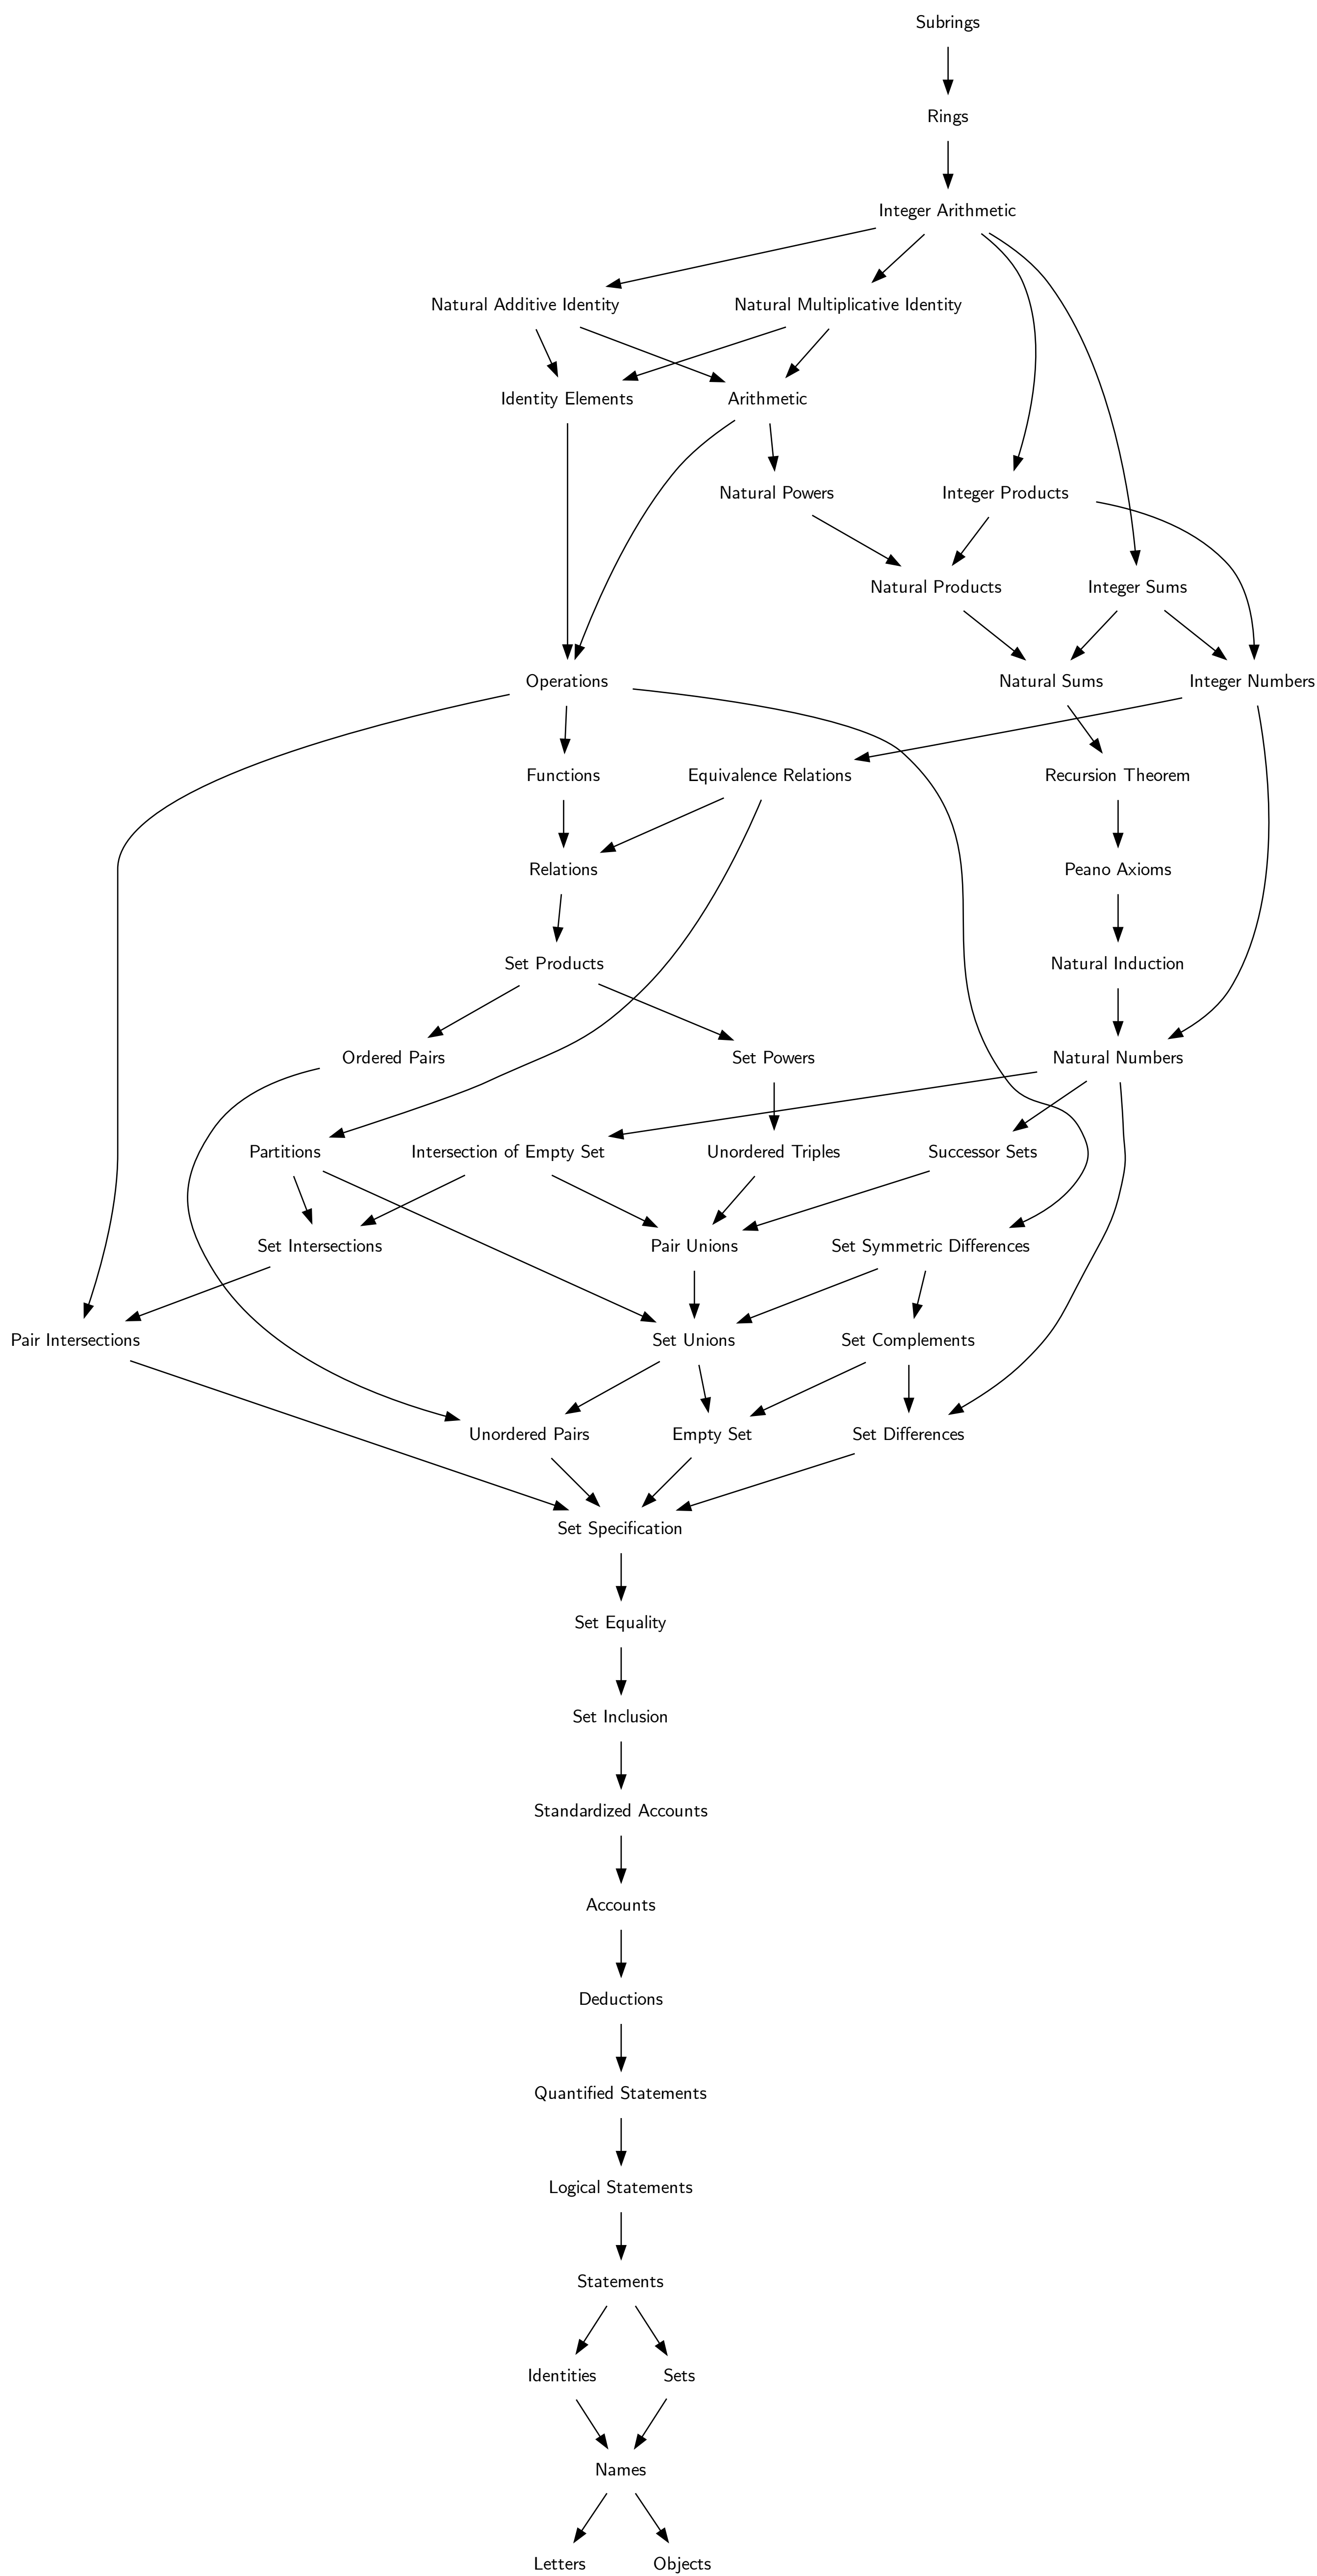 Subrings
Rings
Integer Arithmetic
Natural Additive Identity
Natural Multiplicative Identity
Identity Elements
Arithmetic
Natural Powers
Integer Products
Natural Products
Integer Sums
Operations
Natural Sums
Integer Numbers
Functions
Equivalence Relations
Recursion Theorem
Relations
Peano Axioms
Set Products
Natural Induction
Ordered Pairs
Set Powers
Natural Numbers
Partitions
Intersection of Empty Set
Unordered Triples
Successor Sets
Set Intersections
Pair Unions
Set Symmetric Differences
Pair Intersections
Set Unions
Set Complements
Unordered Pairs
Empty Set
Set Differences
Set Specification
Set Equality
Set Inclusion
Standardized Accounts
Accounts
Deductions
Quantified Statements
Logical Statements
Statements
Identities
Sets
Names
Letters
Objects